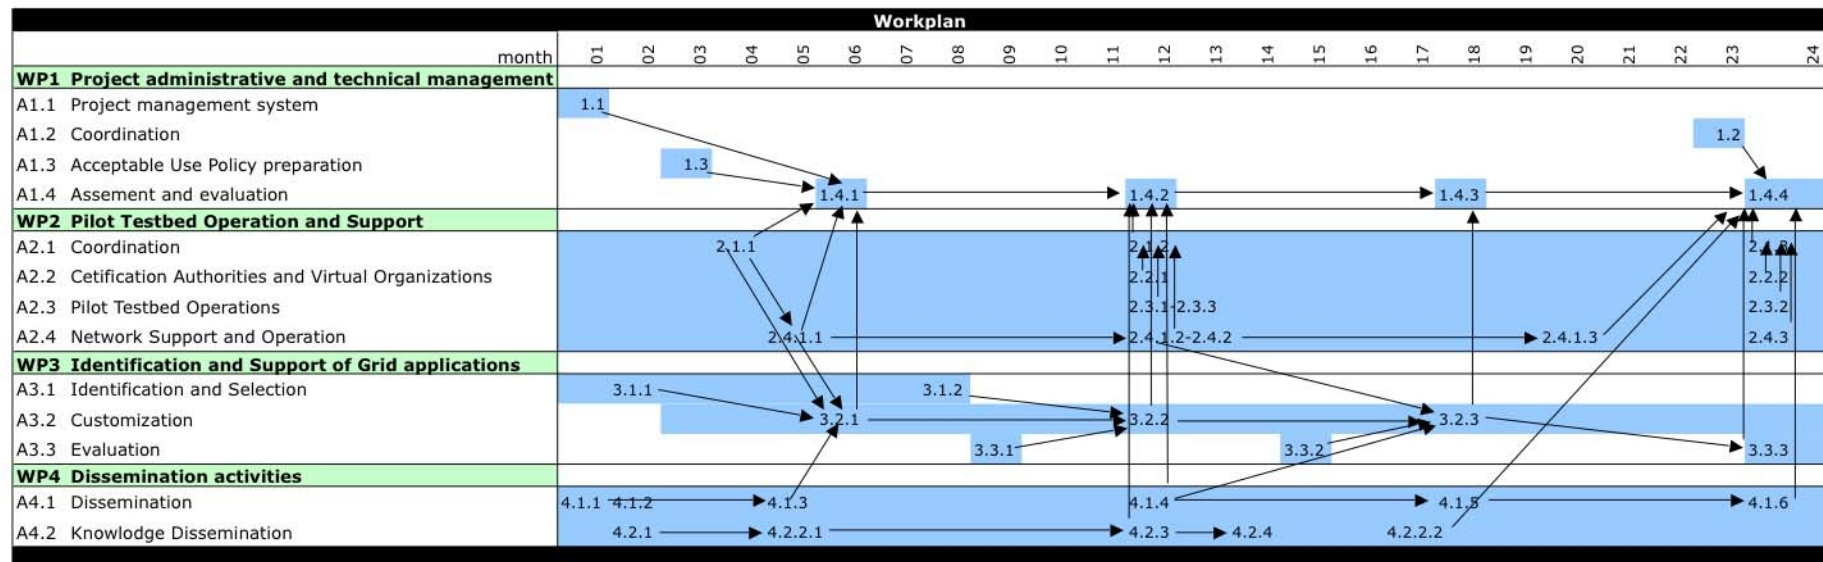 Workplan
month 01 02 03 04 05 06 07 08 09 10 11 12 13 14 15 16 17 18 19 20 21 22 23 24
WP1 Project administrative and technical management
A1.1 Project management system 1.1
A1.2 Coordination 1.2
A1.3 Acceptable Use Policy preparation 1.3
A1.4 Assement and evaluation 1.4.1 1.4.2 1.4.3 1.4.4
WP2 Pilot Testbed Operation and Support
A2.1 Coordination 2.1.1 2.1.2 2.1.3
A2.2 Cetification Authorities and Virtual Organizations 2.2.1 2.2.2
A2.3 Pilot Testbed Operations 2.3.1-2.3.3 2.3.2
A2.4 Network Support and Operation 2.4.1.1 2.4.1.2-2.4.2 2.4.1.3 2.4.3
WP3 Identification and Support of Grid applications
A3.1 Identification and Selection 3.1.1 3.1.2
A3.2 Customization 3.2.1 3.2.2 3.2.3
A3.3 Evaluation 3.3.1 3.3.2 3.3.3
WP4 Dissemination activities
A4.1 Dissemination 4.1.1 4.1.2 4.1.3 4.1.4 4.1.5 4.1.6
A4.2 Knowlodge Dissemination 4.2.1 4.2.2.1 4.2.3 4.2.4 4.2.2.2